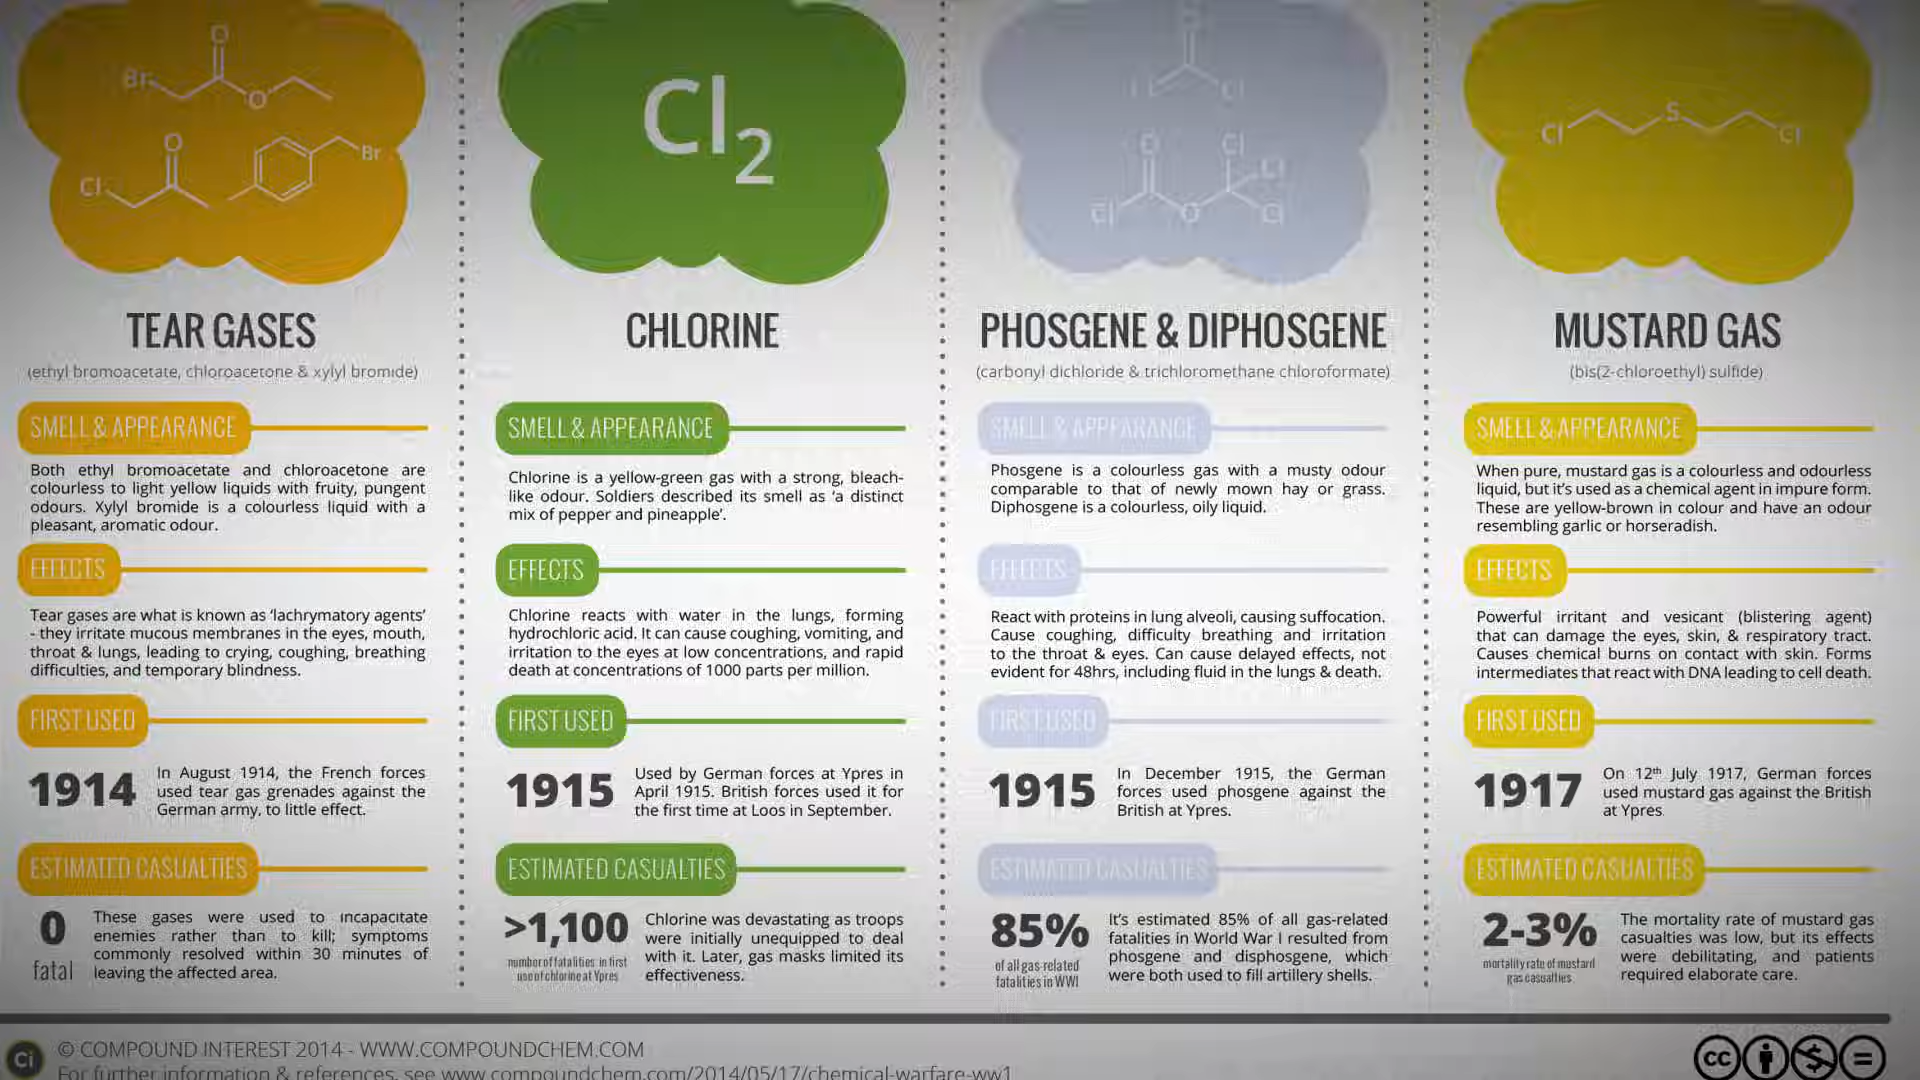 Br
O
O
Cl
O
Br
Cl2
O
Cl
Cl
O
Cl
Cl
Cl
O
Cl
Cl
S
Cl
TEAR GASES
(ethyl bromoacetate, chloroacetone & xylyl bromide)
SMELL & APPEARANCE
Both ethyl bromoacetate and chloroacetone are
colourless to light yellow liquids with fruity, pungent
odours. Xylyl bromide is a colourless liquid with a
pleasant, aromatic odour.
EFFECTS
Tear gases are what is known as 'lachrymatory agents'
- they irritate mucous membranes in the eyes, mouth,
throat & lungs, leading to crying, coughing, breathing
difficulties, and temporary blindness.
FIRST USED
1914
In August 1914, the French forces
used tear gas grenades against the
German army, to little effect.
ESTIMATED CASUALTIES
0
fatal
These gases were used to incapacitate
enemies rather than to kill; symptoms
commonly resolved within 30 minutes of
leaving the affected area.
CHLORINE
SMELL & APPEARANCE
Chlorine is a yellow-green gas with a strong, bleach-
like odour. Soldiers described its smell as 'a distinct
mix of pepper and pineapple'.
EFFECTS
Chlorine reacts with water in the lungs, forming
hydrochloric acid. It can cause coughing, vomiting, and
irritation to the eyes at low concentrations, and rapid
death at concentrations of 1000 parts per million.
FIRST USED
1915
Used by German forces at Ypres in
April 1915. British forces used it for
the first time at Loos in September.
ESTIMATED CASUALTIES
>1,100
number of fatalities in first
use of chlorine at Ypres
Chlorine was devastating as troops
were initially unequipped to deal
with it. Later, gas masks limited its
effectiveness.
PHOSGENE & DIPHOSGENE
(carbonyl dichloride & trichloromethane chloroformate)
SMELL & APPEARANCE
Phosgene is a colourless gas with a musty odour
comparable to that of newly mown hay or grass.
Diphosgene is a colourless, oily liquid.
EFFECTS
React with proteins in lung alveoli, causing suffocation.
Cause coughing, difficulty breathing and irritation
to the throat & eyes. Can cause delayed effects, not
evident for 48hrs, including fluid in the lungs & death.
FIRST USED
1915
In December 1915, the German
forces used phosgene against the
British at Ypres.
ESTIMATED CASUALTIES
85%
of all gas-related
fatalities in WWI
It's estimated 85% of all gas-related
fatalities in World War I resulted from
phosgene and disphosgene, which
were both used to fill artillery shells.
MUSTARD GAS
(bis(2-chloroethyl) sulfide)
SMELL & APPEARANCE
When pure, mustard gas is a colourless and odourless
liquid, but it's used as a chemical agent in impure form.
These are yellow-brown in colour and have an odour
resembling garlic or horseradish.
EFFECTS
Powerful irritant and vesicant (blistering agent)
that can damage the eyes, skin, & respiratory tract.
Causes chemical burns on contact with skin. Forms
intermediates that react with DNA leading to cell death.
FIRST USED
1917
On 12th July 1917, German forces
used mustard gas against the British
at Ypres.
ESTIMATED CASUALTIES
2-3%
mortality rate of mustard
gas casualties
The mortality rate of mustard gas
casualties was low, but its effects
were debilitating, and patients
required elaborate care.
Ci
© COMPOUND INTEREST 2014 - WWW.COMPOUNDCHEM.COM
For further information & references, see www.compoundchem.com/2014/05/17/chemical-warfare-ww1
cc